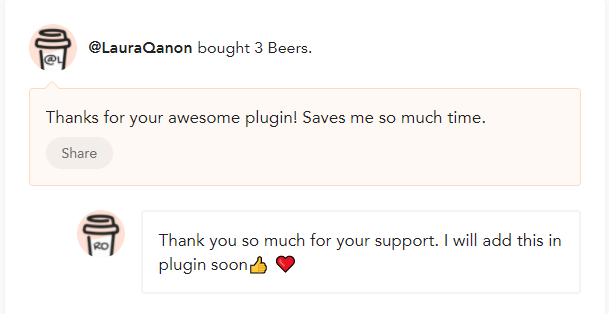 @L
@LauraQanon bought 3 Beers.
Thanks for your awesome plugin! Saves me so much time.
Share
RO
Thank you so much for your support. I will add this in
plugin soon👍 ❤️